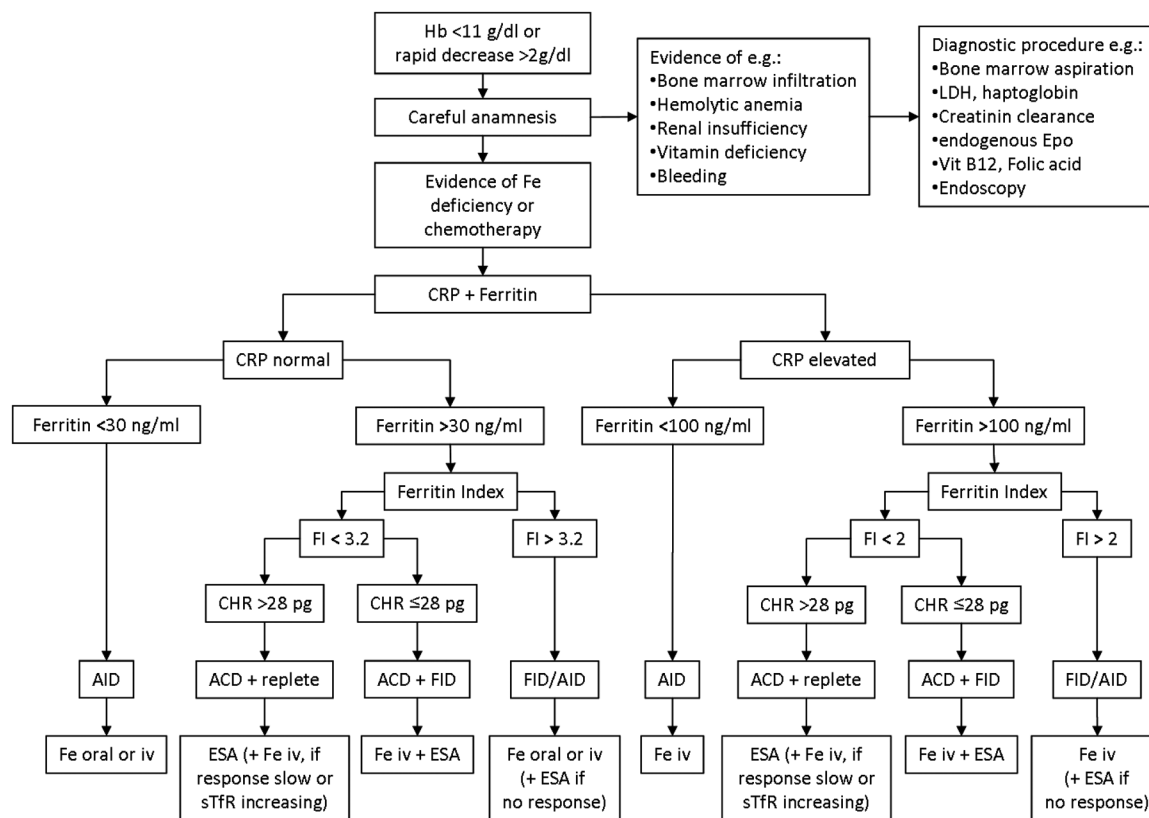 Hb <11 g/dl or
rapid decrease >2g/dl
Careful anamnesis
Evidence of e.g.:
•Bone marrow infiltration
•Hemolytic anemia
•Renal insufficiency
•Vitamin deficiency
•Bleeding
Diagnostic procedure e.g.:
•Bone marrow aspiration
•LDH, haptoglobin
•Creatinin clearance
•endogenous Epo
•Vit B12, Folic acid
•Endoscopy
Evidence of Fe
deficiency or
chemotherapy
CRP + Ferritin
CRP normal
CRP elevated
Ferritin <30 ng/ml
Ferritin >30 ng/ml
Ferritin <100 ng/ml
Ferritin >100 ng/ml
Ferritin Index
Ferritin Index
FI < 3.2
FI > 3.2
FI < 2
FI > 2
CHR >28 pg
CHR ≤28 pg
CHR >28 pg
CHR ≤28 pg
AID
ACD + replete
ACD + FID
FID/AID
AID
ACD + replete
ACD + FID
FID/AID
Fe oral or iv
ESA (+ Fe iv, if
response slow or
sTfR increasing)
Fe iv + ESA
Fe oral or iv
(+ ESA if
no response)
Fe iv
ESA (+ Fe iv, if
response slow or
sTfR increasing)
Fe iv + ESA
Fe iv
(+ ESA if
no response)